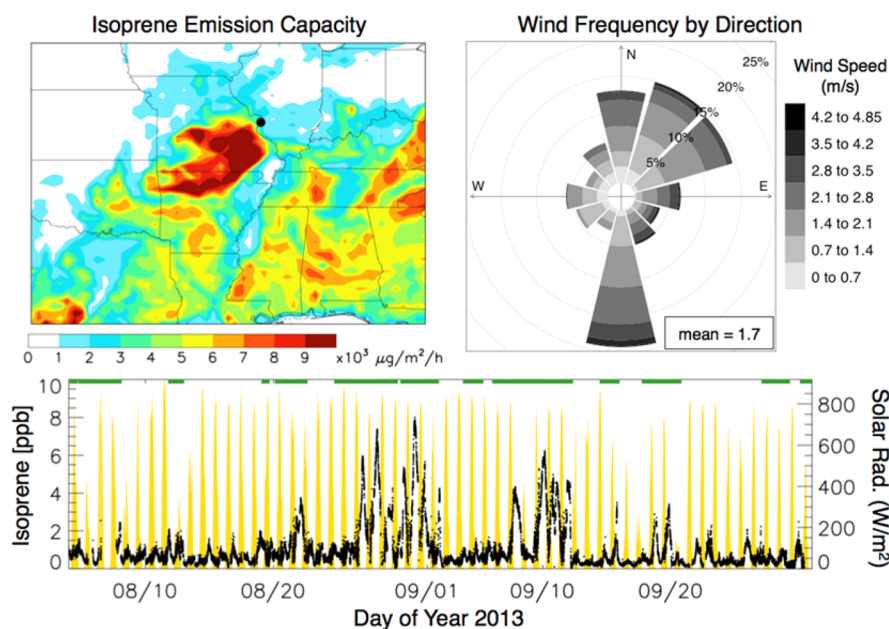 Isoprene Emission Capacity
0 1 2 3 4 5 6 7 8 9 x10³ μg/m²/h
Wind Frequency by Direction
N
25%
20%
15%
10%
5%
W
E
mean = 1.7
Wind Speed
(m/s)
4.2 to 4.85
3.5 to 4.2
2.8 to 3.5
2.1 to 2.8
1.4 to 2.1
0.7 to 1.4
0 to 0.7
Isoprene [ppb]
10
8
6
4
2
0
800
600
400
200
0
Solar Rad. (W/m²)
08/10 08/20 09/01 09/10 09/20
Day of Year 2013